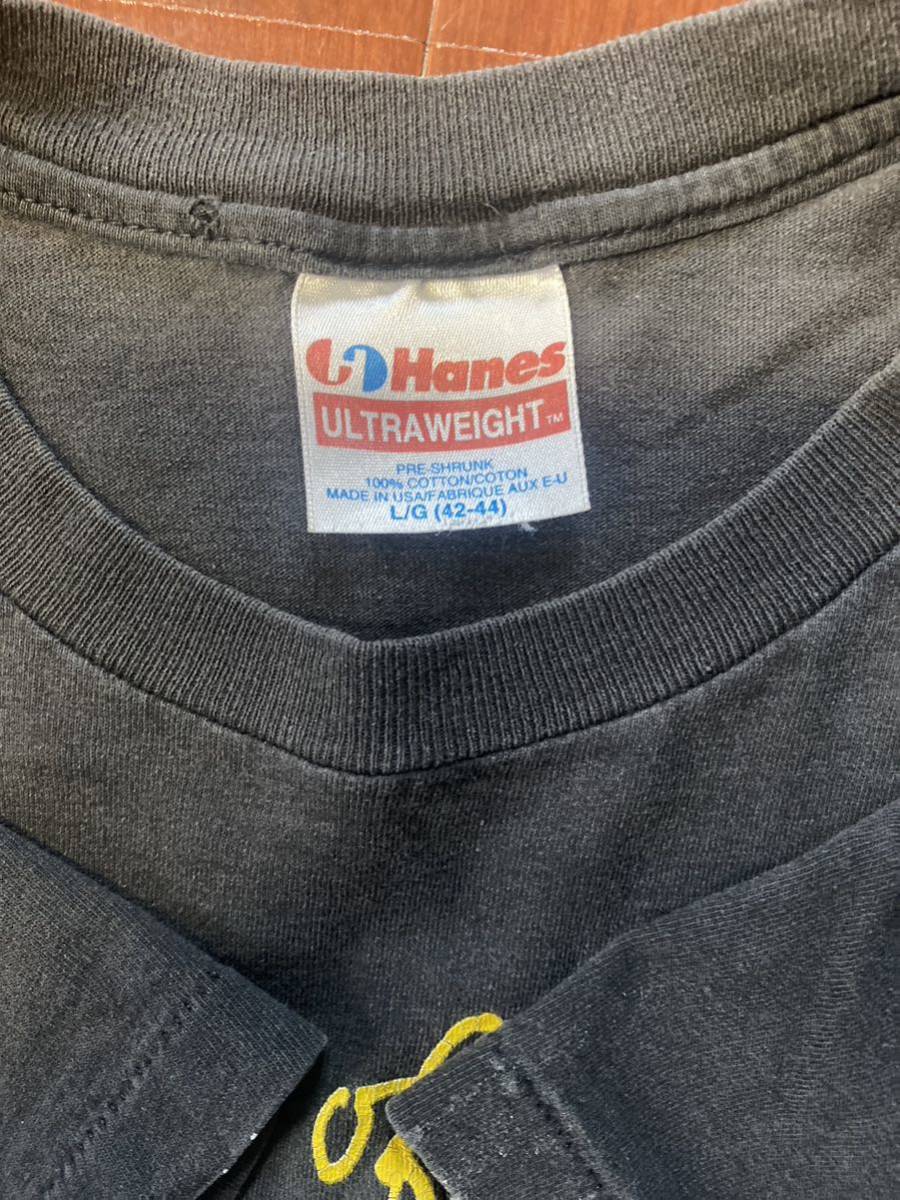 Hanes
ULTRAWEIGHT™
PRE-SHRUNK
100% COTTON/COTON
MADE IN USA/FABRIQUE AUX E-U
L/G (42-44)